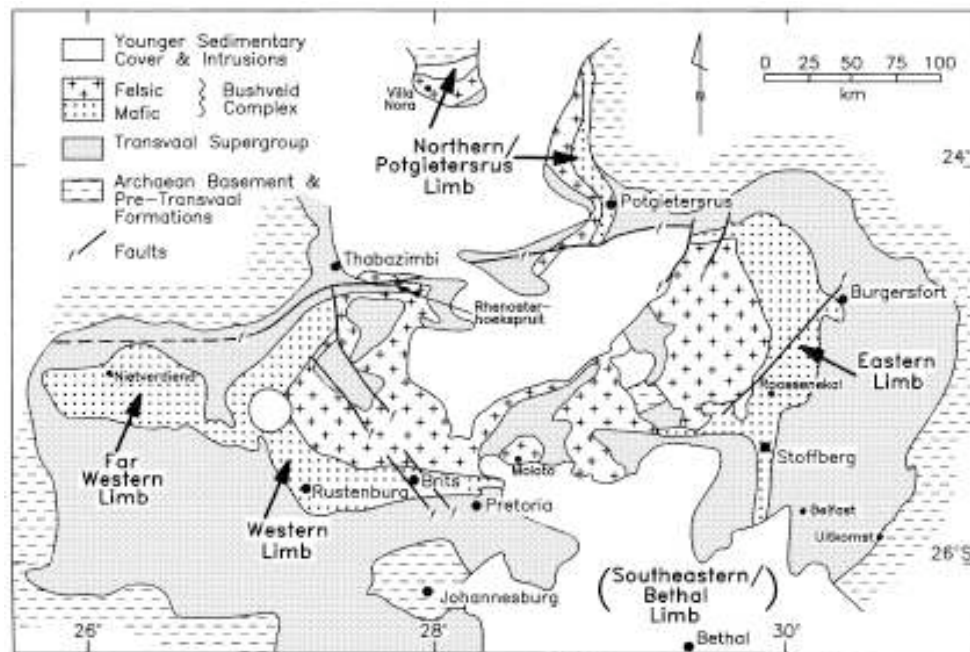 Younger Sedimentary
Cover & Intrusions
Felsic
Mafic
Bushveld
Complex
Transvaal Supergroup
Archaean Basement &
Pre-Transvaal
Formations
Faults
Villa
Nora
Northern/
Potgietersrus
Limb
N
0 25 50 75 100
km
24°
Potgietersrus
Thabazimbi
Rhenoster-
hoekspruit
Burgersfort
Eastern
Limb
Nietverdiend
Far
Western
Limb
Rustenburg
Brits
Western
Limb
Pretoria
Moloto
Stoffberg
Belfast
Uitkomst
26°S
Johannesburg
(Southeastern/
Bethal
Limb)
Bethal
26°
28
30°